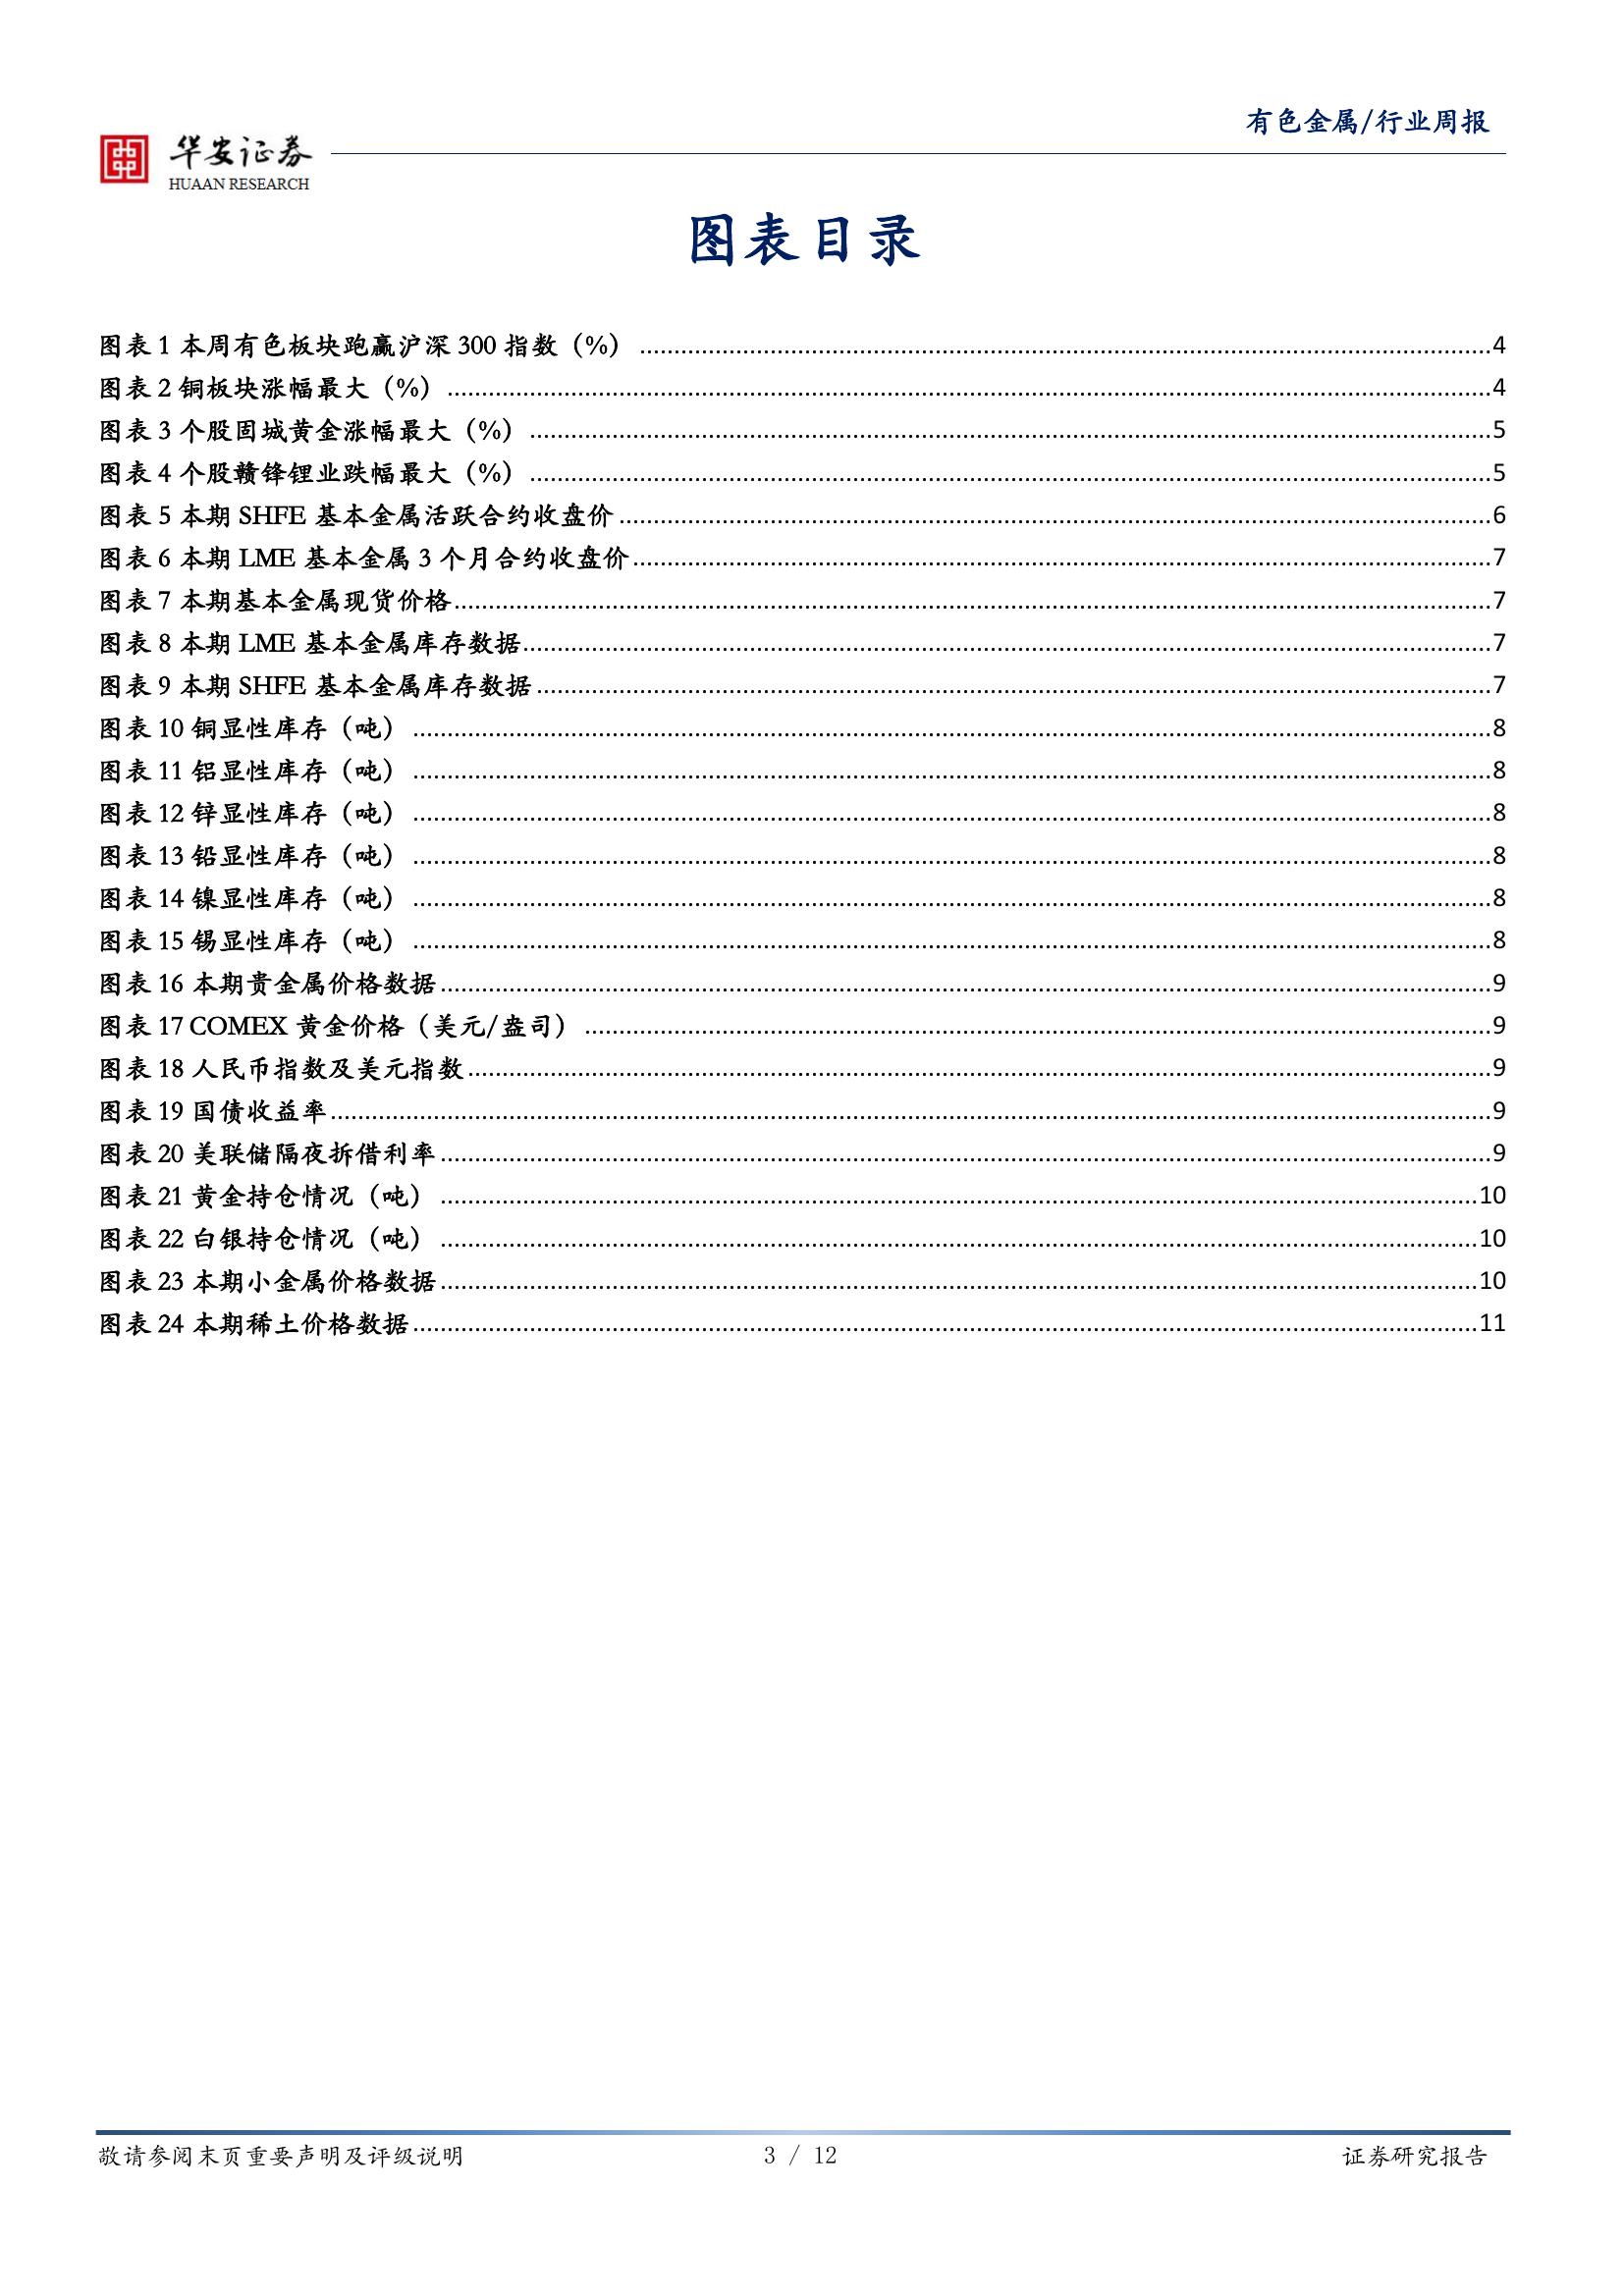 有色金属/行业周报
华安证券
HUAAN RESEARCH
图表目录
图表 1 本周有色板块跑赢沪深 300 指数（%） ........ 4
图表 2 铜板块涨幅最大（%） ........ 4
图表 3 个股园城黄金涨幅最大（%） ........ 5
图表 4 个股赣锋锂业跌幅最大（%） ........ 5
图表 5 本期 SHFE 基本金属活跃合约收盘价 ........ 6
图表 6 本期 LME 基本金属 3 个月合约收盘价 ........ 7
图表 7 本期基本金属现货价格 ........ 7
图表 8 本期 LME 基本金属库存数据 ........ 7
图表 9 本期 SHFE 基本金属库存数据 ........ 7
图表 10 铜显性库存（吨） ........ 8
图表 11 铝显性库存（吨） ........ 8
图表 12 锌显性库存（吨） ........ 8
图表 13 铅显性库存（吨） ........ 8
图表 14 镍显性库存（吨） ........ 8
图表 15 锡显性库存（吨） ........ 8
图表 16 本期贵金属价格数据 ........ 9
图表 17 COMEX 黄金价格（美元/盎司） ........ 9
图表 18 人民币指数及美元指数 ........ 9
图表 19 国债收益率 ........ 9
图表 20 美联储隔夜拆借利率 ........ 9
图表 21 黄金持仓情况（吨） ........ 10
图表 22 白银持仓情况（吨） ........ 10
图表 23 本期小金属价格数据 ........ 10
图表 24 本期稀土价格数据 ........ 11
敬请参阅末页重要声明及评级说明
3 / 12
证券研究报告